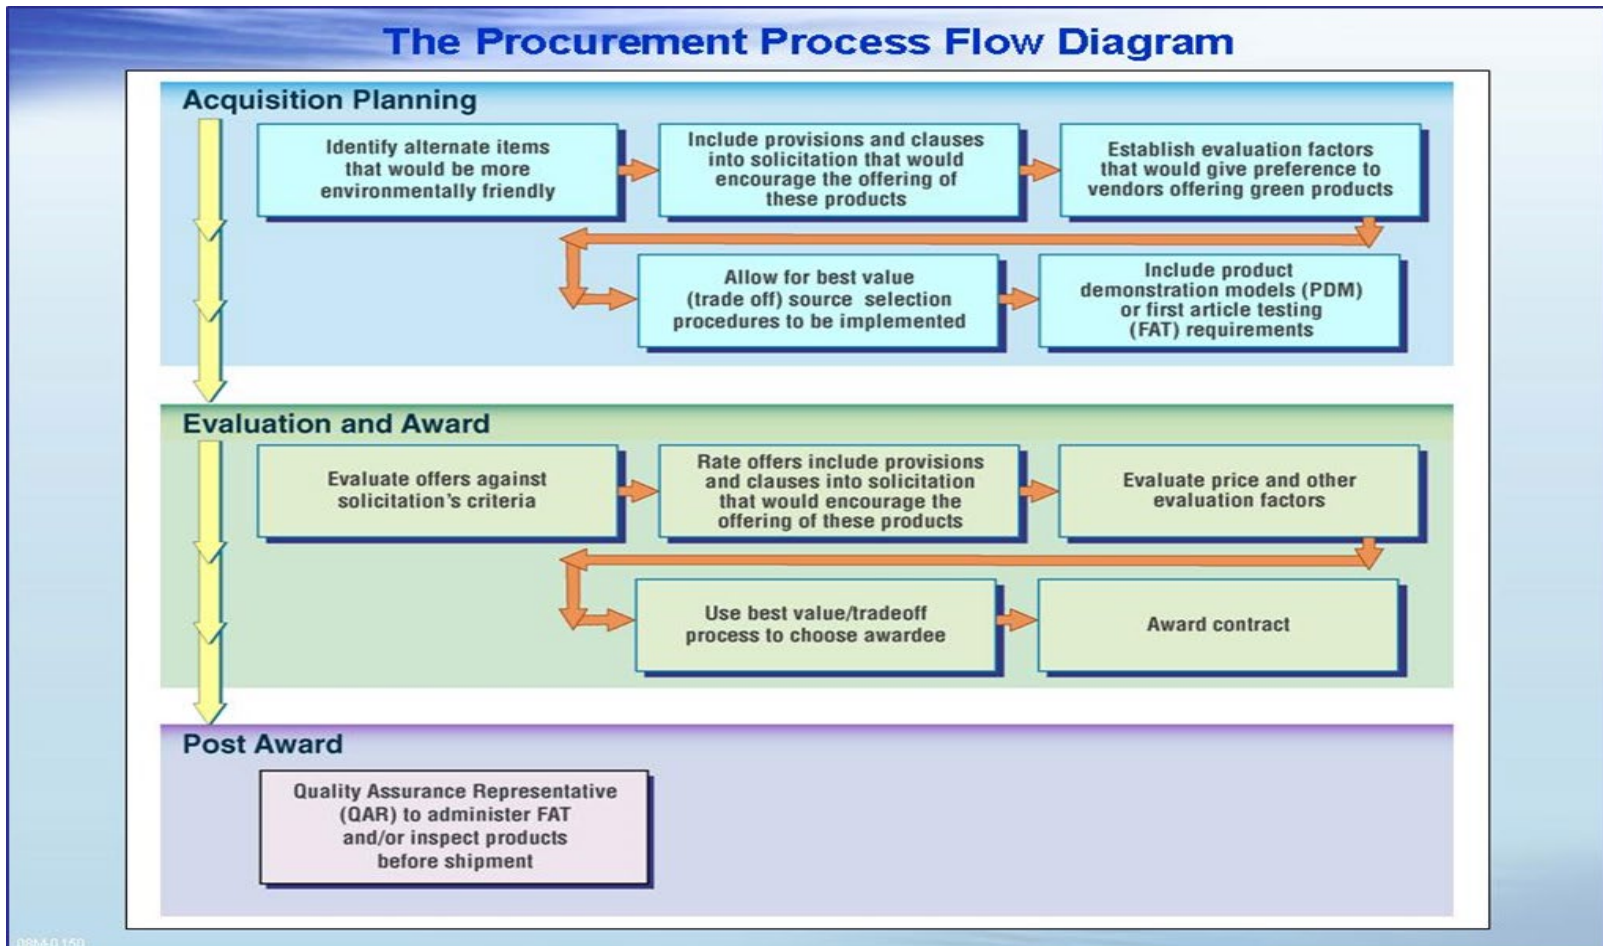 The Procurement Process Flow Diagram
Acquisition Planning
Identify alternate items
that would be more
environmentally friendly
Include provisions and clauses
into solicitation that would
encourage the offering of
these products
Establish evaluation factors
that would give preference to
vendors offering green products
Allow for best value
(trade off) source selection
procedures to be implemented
Include product
demonstration models (PDM)
or first article testing
(FAT) requirements
Evaluation and Award
Evaluate offers against
solicitation's criteria
Rate offers include provisions
and clauses into solicitation
that would encourage the
offering of these products
Evaluate price and other
evaluation factors
Use best value/tradeoff
process to choose awardee
Award contract
Post Award
Quality Assurance Representative
(QAR) to administer FAT
and/or inspect products
before shipment